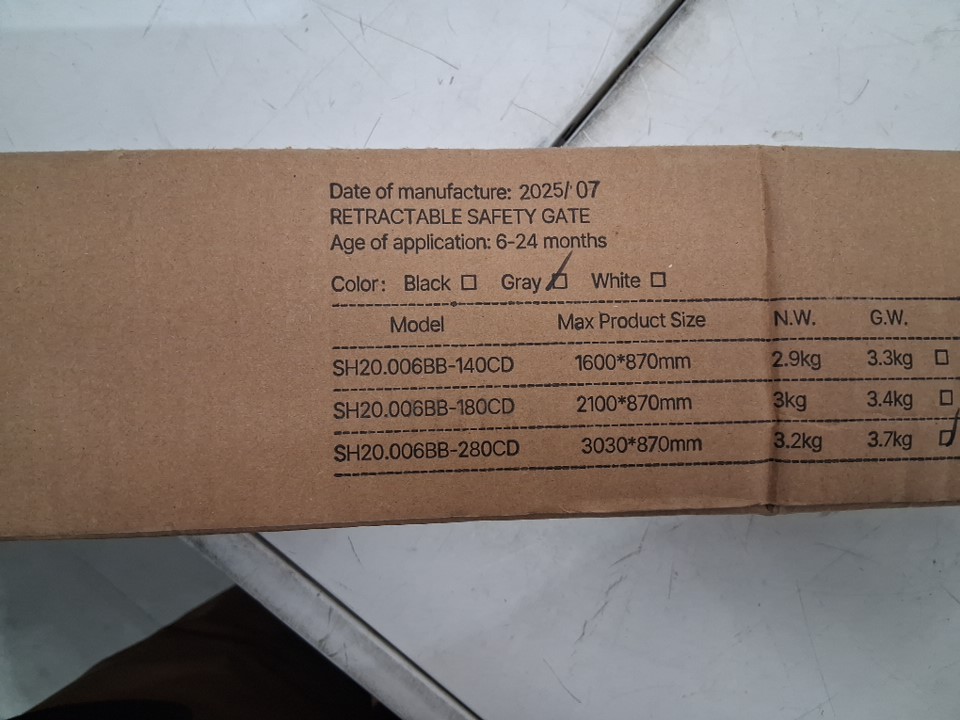 Date of manufacture: 2025/ 07
RETRACTABLE SAFETY GATE
Age of application: 6-24 months
Color: Black ☐ Gray ☑ White ☐
Model Max Product Size N.W. G.W.
SH20.006BB-140CD 1600*870mm 2.9kg 3.3kg ☐
SH20.006BB-180CD 2100*870mm 3kg 3.4kg ☐
SH20.006BB-280CD 3030*870mm 3.2kg 3.7kg ☑